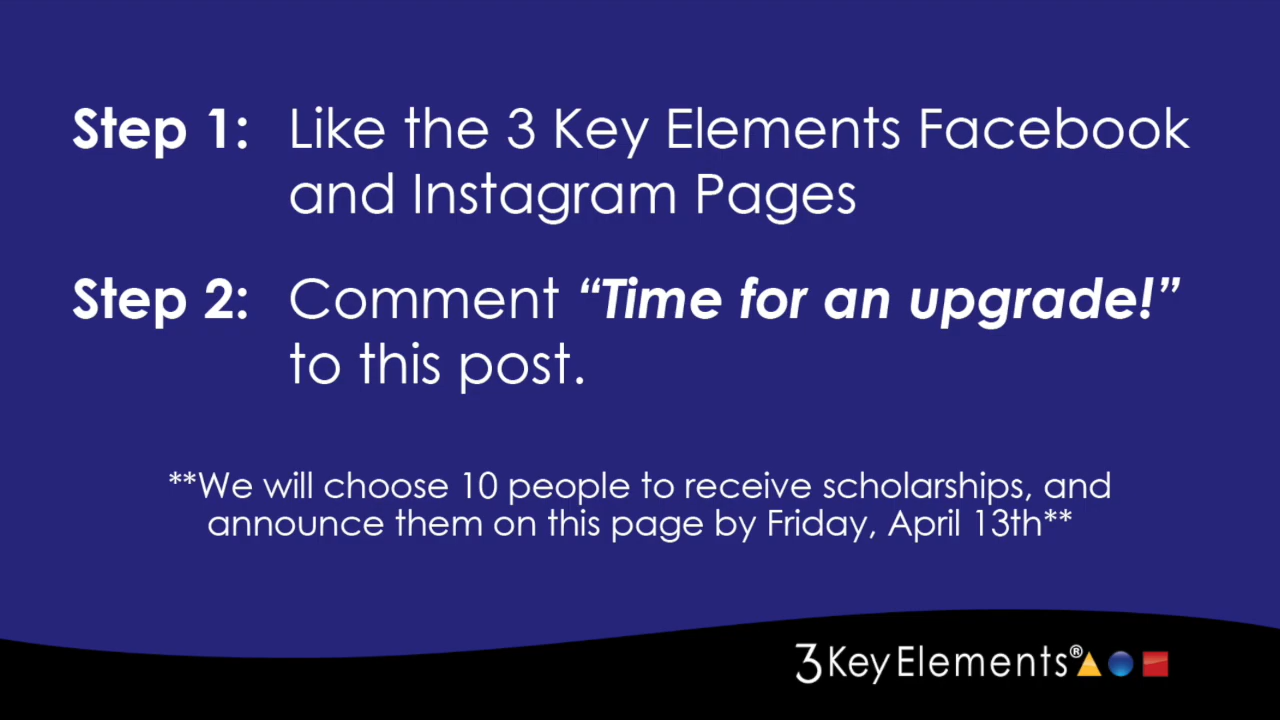 Step 1: Like the 3 Key Elements Facebook
and Instagram Pages
Step 2: Comment “Time for an upgrade!”
to this post.
**We will choose 10 people to receive scholarships, and
announce them on this page by Friday, April 13th**
3KeyElements®